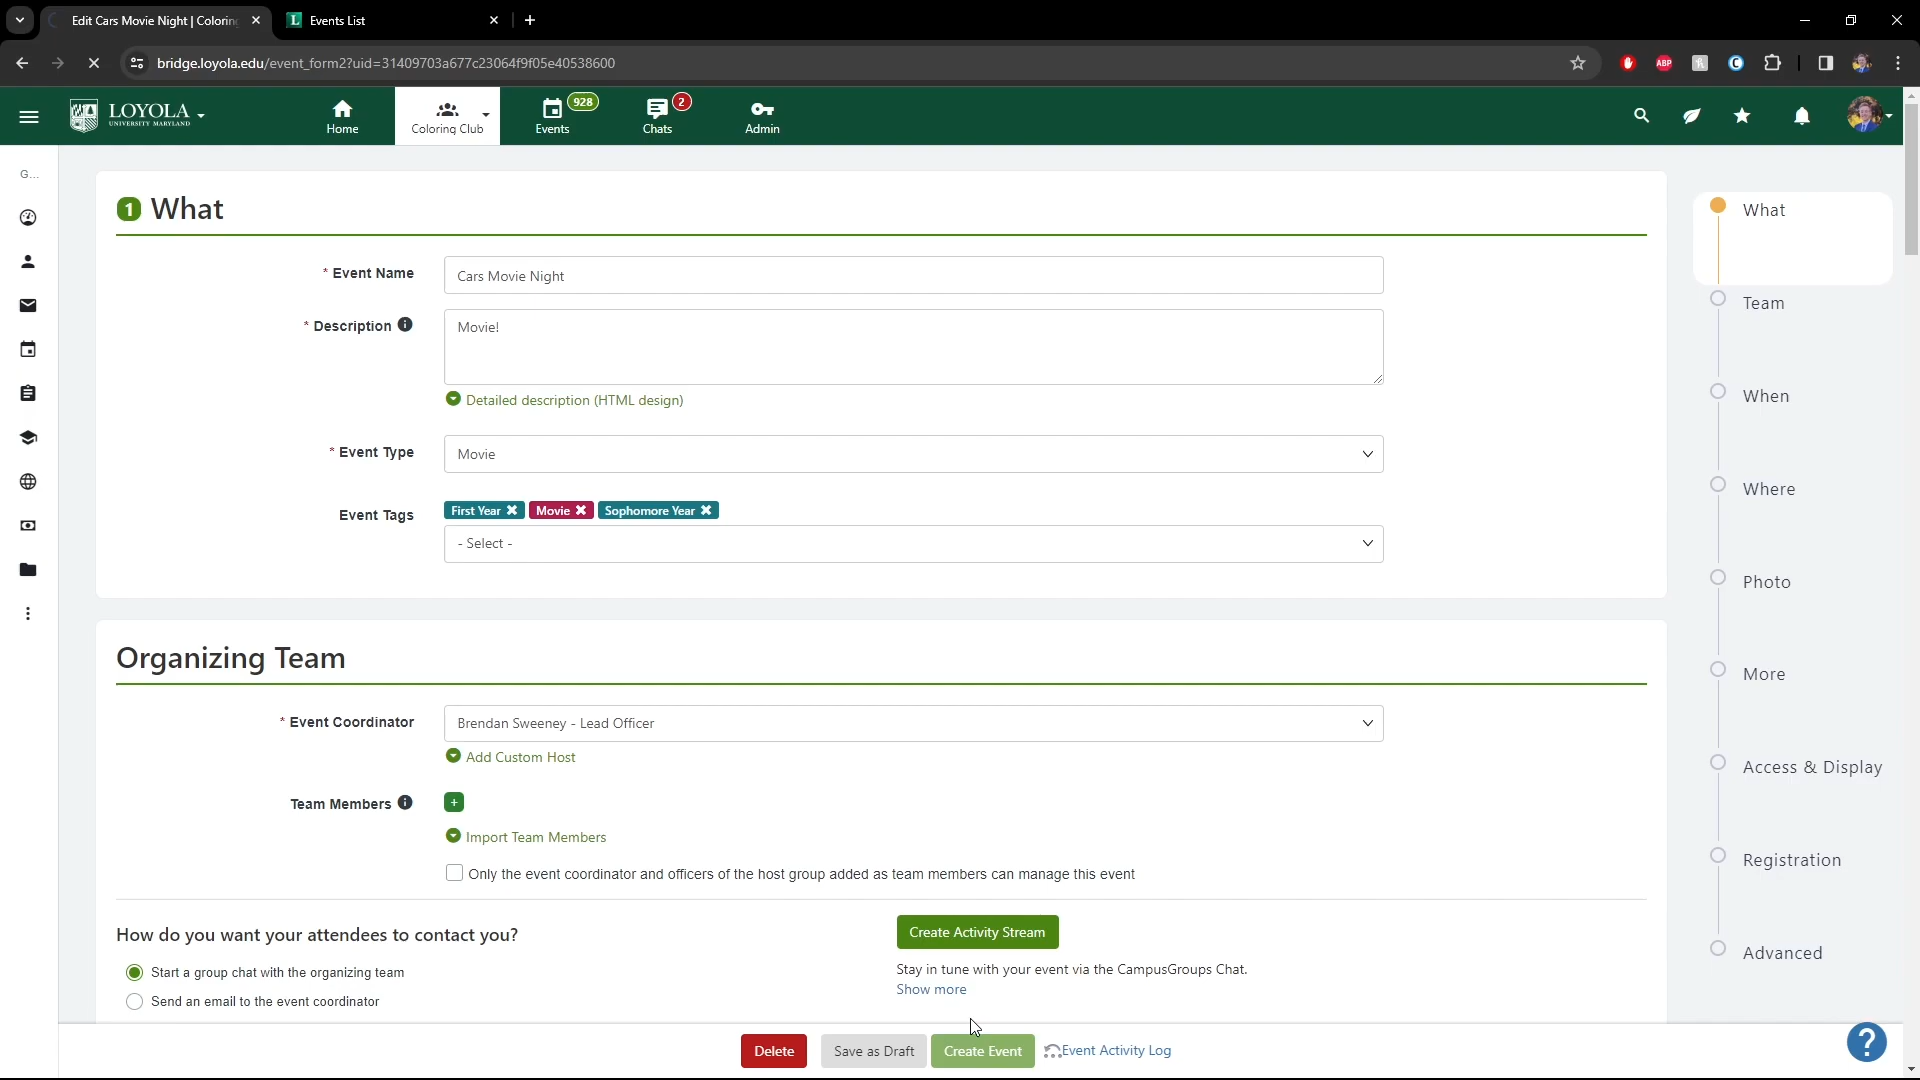 Edit Cars Movie Night | Coloring
Events List
bridge.loyola.edu/event_form2?uid=31409703a677c23064f9f05e40538600
ABP
LOYOLA
UNIVERSITY MARYLAND
Home
Coloring Club
928
Events
2
Chats
Admin
G...
1 What
* Event Name
Cars Movie Night
* Description
Movie!
Detailed description (HTML design)
* Event Type
Movie
Event Tags
First Year
Movie
Sophomore Year
- Select -
Organizing Team
* Event Coordinator
Brendan Sweeney - Lead Officer
Add Custom Host
Team Members
Import Team Members
Only the event coordinator and officers of the host group added as team members can manage this event
How do you want your attendees to contact you?
Start a group chat with the organizing team
Send an email to the event coordinator
Create Activity Stream
Stay in tune with your event via the CampusGroups Chat.
Show more
What
Team
When
Where
Photo
More
Access & Display
Registration
Advanced
Delete
Save as Draft
Create Event
Event Activity Log
?